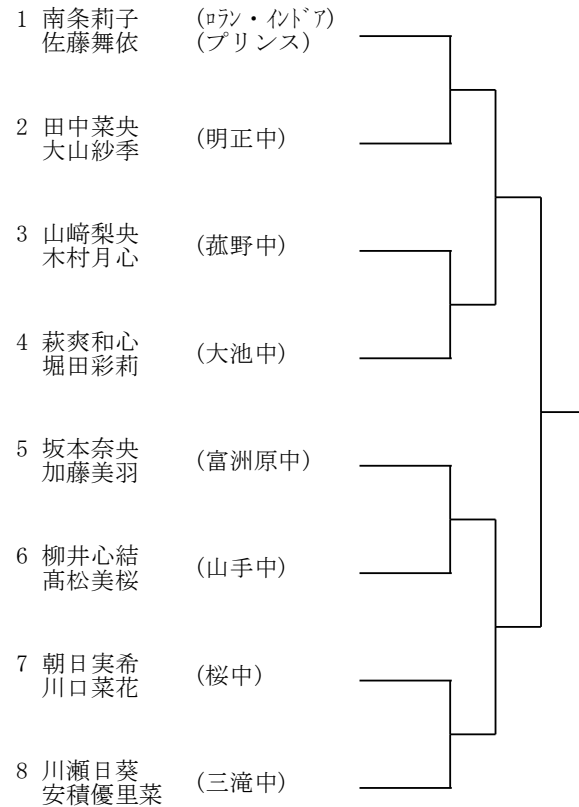 1 南条莉子 (ﾛﾗﾝ・ｲﾝﾄﾞｱ)
佐藤舞依 (プリンス)
2 田中菜央
大山紗季 (明正中)
3 山﨑梨央
木村月心 (菰野中)
4 萩爽和心
堀田彩莉 (大池中)
5 坂本奈央
加藤美羽 (富洲原中)
6 柳井心結
髙松美桜 (山手中)
7 朝日実希
川口菜花 (桜中)
8 川瀬日葵
安積優里菜 (三滝中)